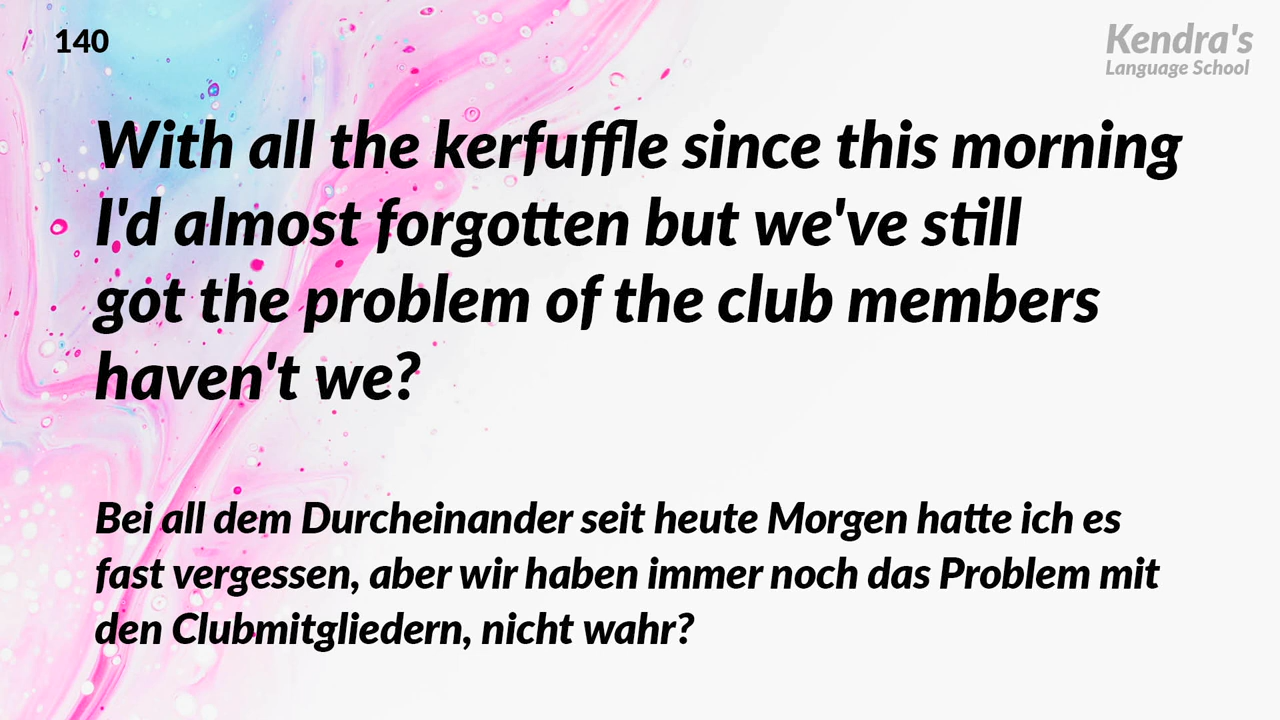 140
Kendra's
Language School
With all the kerfuffle since this morning
I'd almost forgotten but we've still
got the problem of the club members
haven't we?
Bei all dem Durcheinander seit heute Morgen hatte ich es
fast vergessen, aber wir haben immer noch das Problem mit
den Clubmitgliedern, nicht wahr?